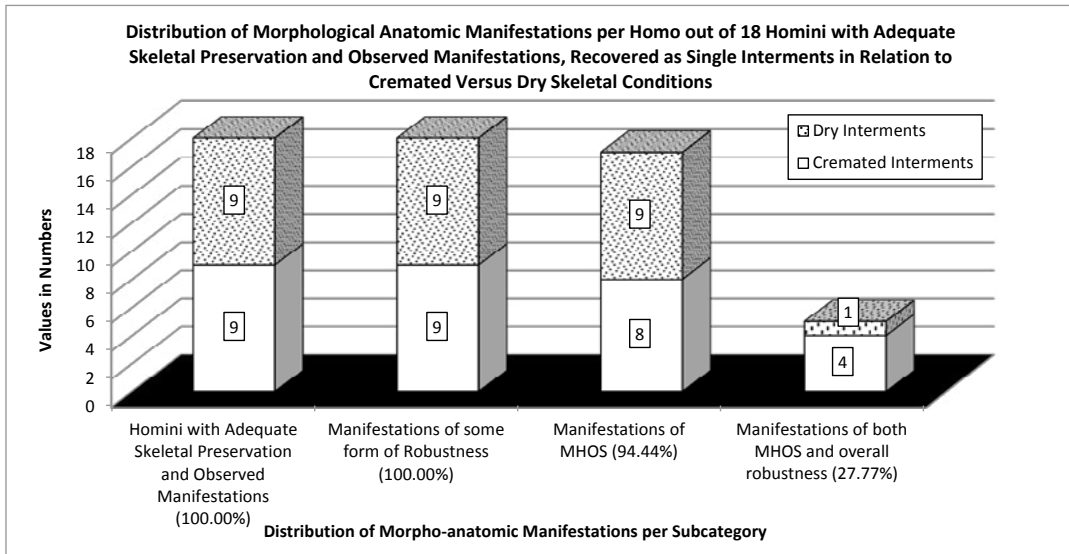 Distribution of Morphological Anatomic Manifestations per Homo out of 18 Homini with Adequate
Skeletal Preservation and Observed Manifestations, Recovered as Single Interments in Relation to
Cremated Versus Dry Skeletal Conditions
Dry Interments
Cremated Interments
Values in Numbers
18
16
14
12
10
8
6
4
2
0
9
9
9
1
9
9
8
4
Homini with Adequate
Skeletal Preservation
and Observed
Manifestations
(100.00%)
Manifestations of some
form of Robustness
(100.00%)
Manifestations of
MHOS (94.44%)
Manifestations of both
MHOS and overall
robustness (27.77%)
Distribution of Morpho-anatomic Manifestations per Subcategory